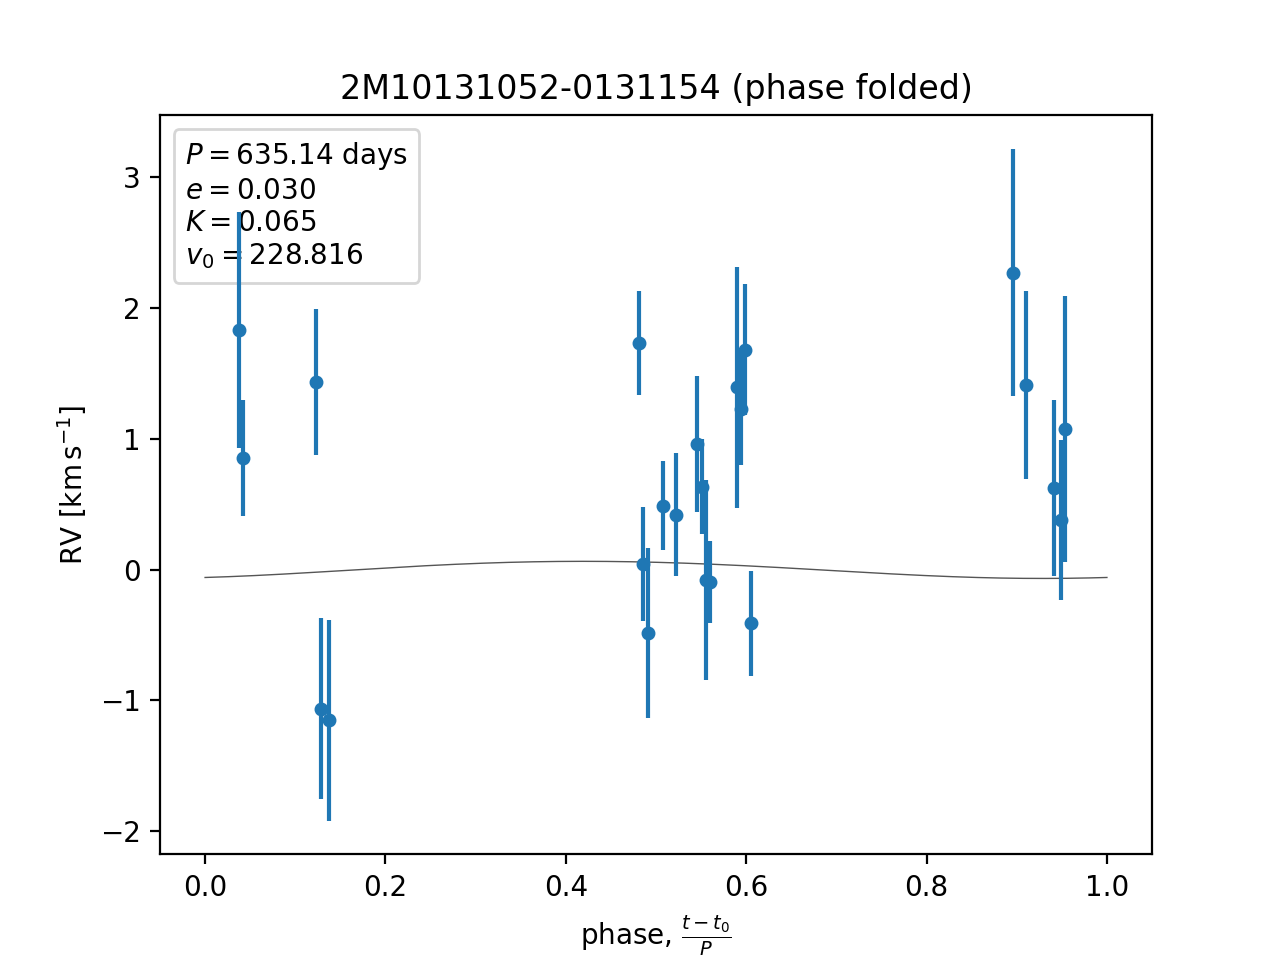 2M10131052-0131154 (phase folded)
P = 635.14 days
e = 0.030
K = 0.065
v₀ = 228.816
3
2
1
0
−1
−2
RV [km s⁻¹]
0.0 0.2 0.4 0.6 0.8 1.0
phase, (t − t₀)/P